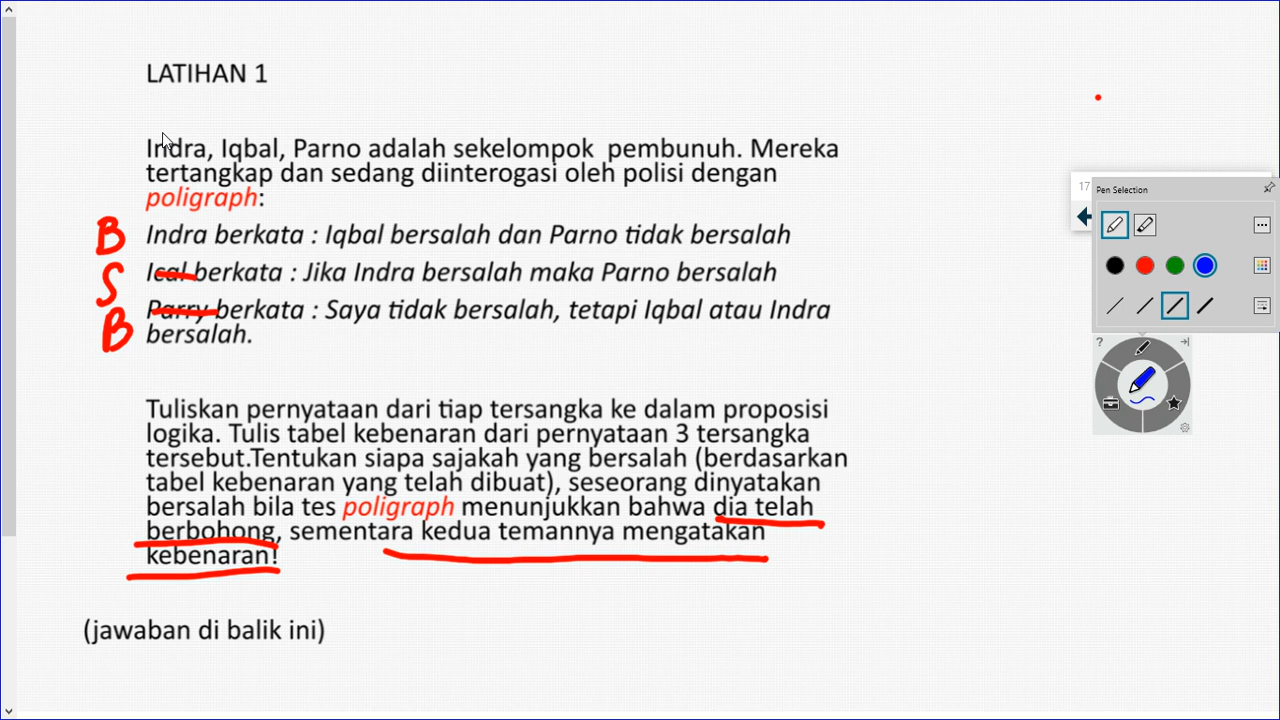 LATIHAN 1
Indra, Iqbal, Parno adalah sekelompok pembunuh. Mereka
tertangkap dan sedang diinterogasi oleh polisi dengan
poligraph:
B Indra berkata : Iqbal bersalah dan Parno tidak bersalah
S Ical berkata : Jika Indra bersalah maka Parno bersalah
B Parry berkata : Saya tidak bersalah, tetapi Iqbal atau Indra
bersalah.
Tuliskan pernyataan dari tiap tersangka ke dalam proposisi
logika. Tulis tabel kebenaran dari pernyataan 3 tersangka
tersebut.Tentukan siapa sajakah yang bersalah (berdasarkan
tabel kebenaran yang telah dibuat), seseorang dinyatakan
bersalah bila tes poligraph menunjukkan bahwa dia telah
berbohong, sementara kedua temannya mengatakan
kebenaran!
(jawaban di balik ini)
17
Pen Selection
?